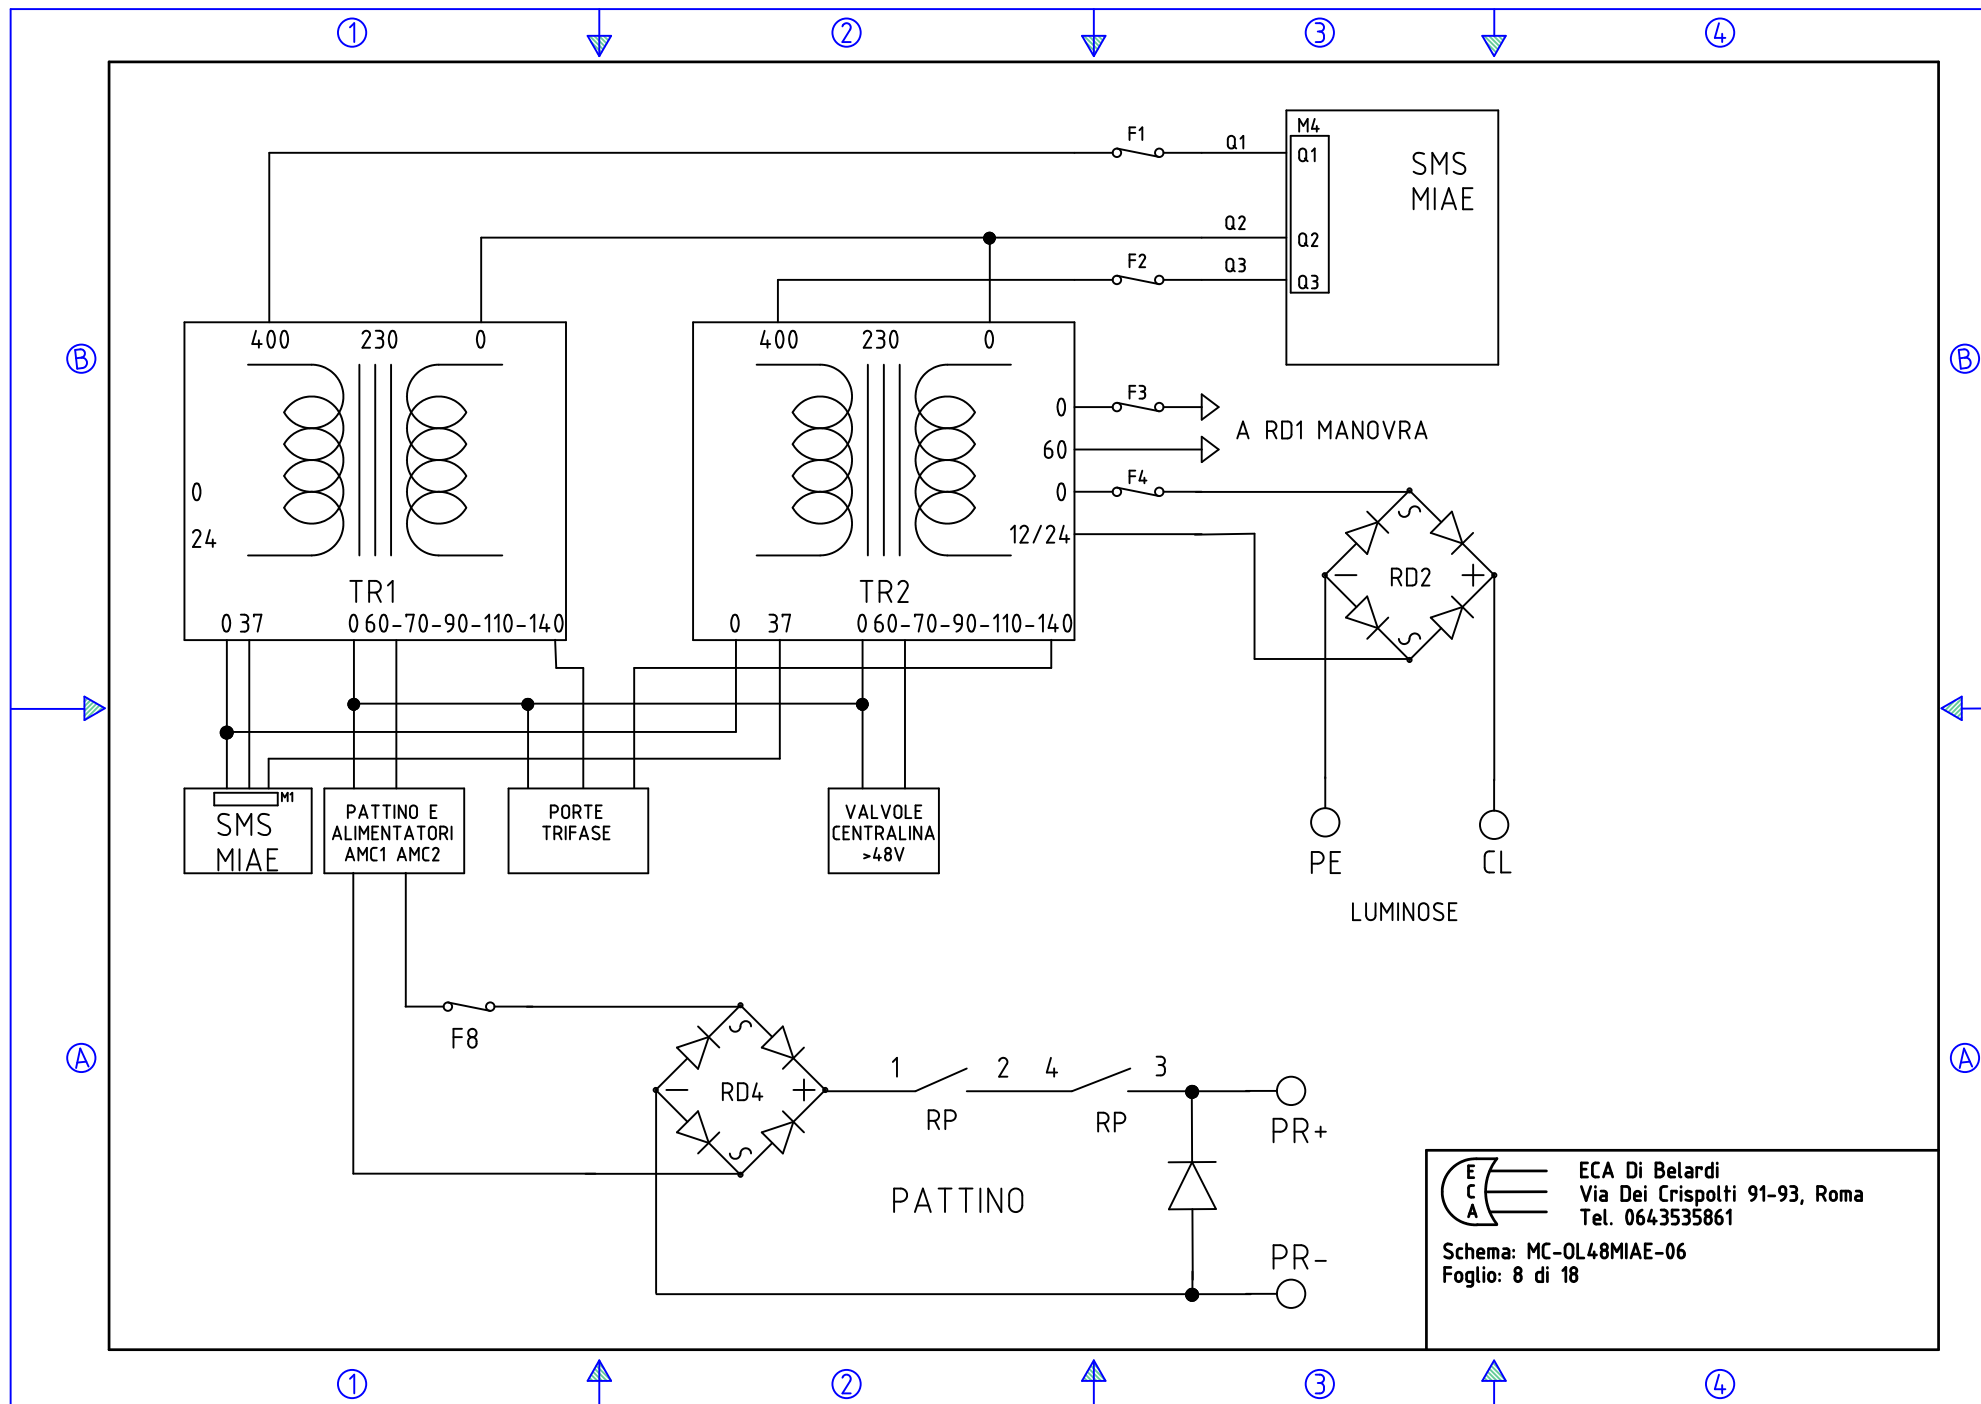 1 2 3 4
F1 Q1 M4
Q1 SMS
MIAE
Q2
Q2
F2 Q3
Q3
400 230 0
400 230 0
B B
0 F3
A RD1 MANOVRA
60
0 F4
0
24
12/24
S
- RD2 +
S
TR1
TR2
0 37 0 60-70-90-110-140
0 37 0 60-70-90-110-140
M1
SMS
MIAE
PATTINO E
ALIMENTATORI
AMC1 AMC2
PORTE
TRIFASE
VALVOLE
CENTRALINA
>48V
PE CL
LUMINOSE
F8
A A
S
- RD4 +
S
1 2 4 3
RP RP
PR+
PATTINO
PR-
E
C
A
ECA Di Belardi
Via Dei Crispolti 91-93, Roma
Tel. 0643535861
Schema: MC-OL48MIAE-06
Foglio: 8 di 18
1 2 3 4